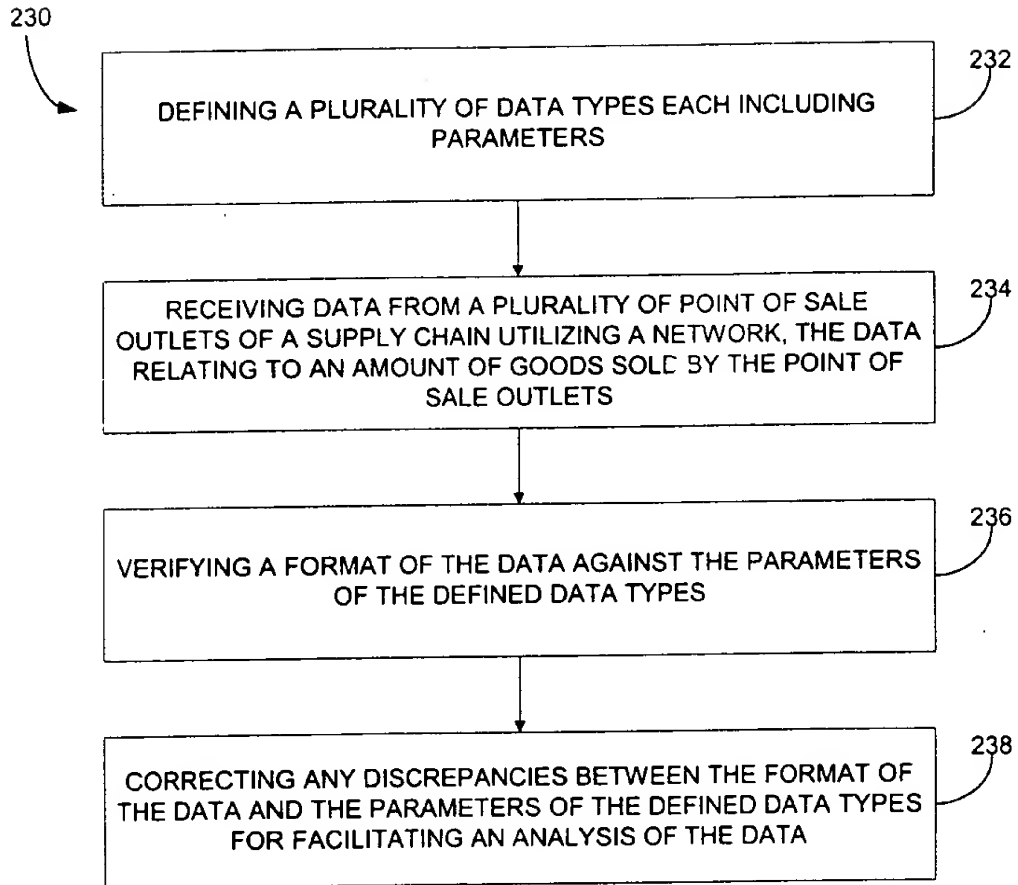 230
232
DEFINING A PLURALITY OF DATA TYPES EACH INCLUDING
PARAMETERS
234
RECEIVING DATA FROM A PLURALITY OF POINT OF SALE
OUTLETS OF A SUPPLY CHAIN UTILIZING A NETWORK, THE DATA
RELATING TO AN AMOUNT OF GOODS SOLD BY THE POINT OF
SALE OUTLETS
236
VERIFYING A FORMAT OF THE DATA AGAINST THE PARAMETERS
OF THE DEFINED DATA TYPES
238
CORRECTING ANY DISCREPANCIES BETWEEN THE FORMAT OF
THE DATA AND THE PARAMETERS OF THE DEFINED DATA TYPES
FOR FACILITATING AN ANALYSIS OF THE DATA